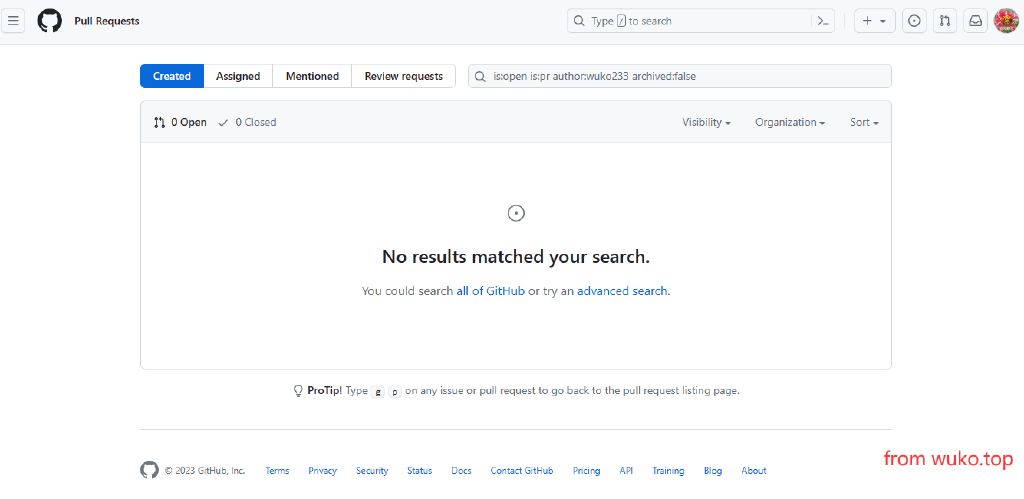 Pull Requests
Type / to search
Created Assigned Mentioned Review requests
is:open is:pr author:wuko233 archived:false
0 Open 0 Closed
Visibility Organization Sort
No results matched your search.
You could search all of GitHub or try an advanced search.
ProTip! Type g p on any issue or pull request to go back to the pull request listing page.
© 2023 GitHub, Inc. Terms Privacy Security Status Docs Contact GitHub Pricing API Training Blog About
from wuko.top